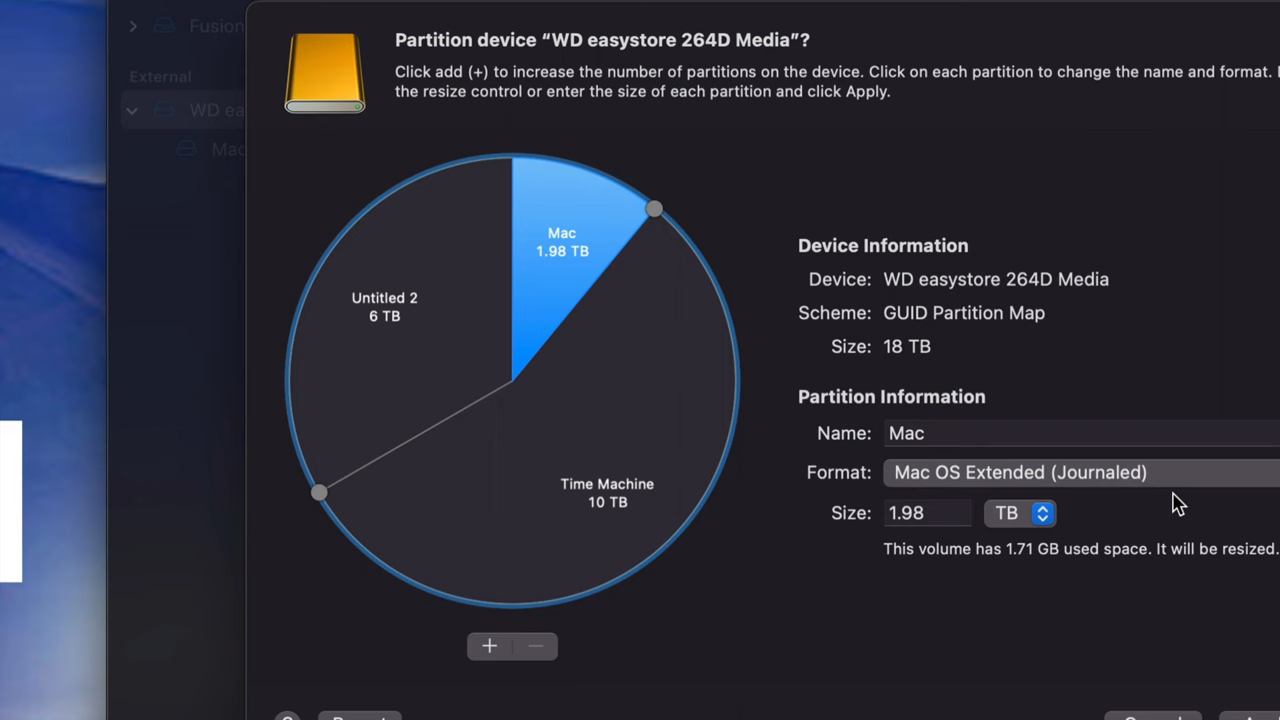 Fusion
External
WD ea
Mac
Partition device “WD easystore 264D Media”?
Click add (+) to increase the number of partitions on the device. Click on each partition to change the name and format.
the resize control or enter the size of each partition and click Apply.
Mac
1.98 TB
Untitled 2
6 TB
Time Machine
10 TB
Device Information
Device: WD easystore 264D Media
Scheme: GUID Partition Map
Size: 18 TB
Partition Information
Name: Mac
Format: Mac OS Extended (Journaled)
Size: 1.98 TB
This volume has 1.71 GB used space. It will be resized.
+ −